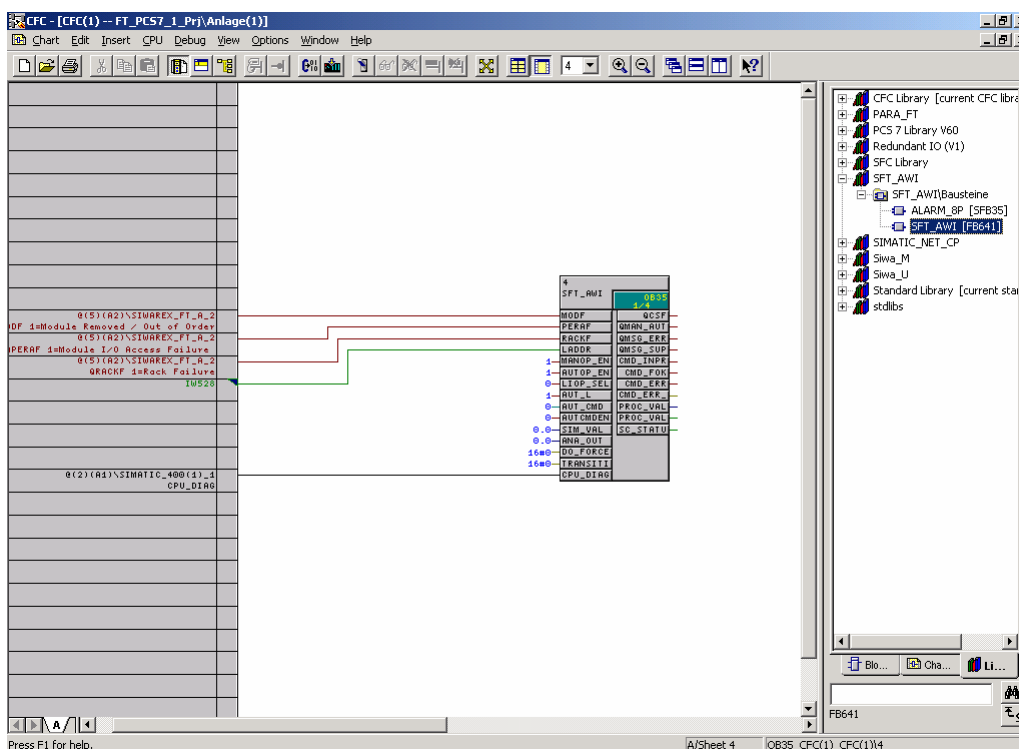 CFC - [CFC(1) -- FT_PCS7_1_Prj\Anlage(1)]
Chart Edit Insert CPU Debug View Options Window Help
4
CFC Library [current CFC libra
PARA_FT
PCS 7 Library V60
Redundant IO (V1)
SFC Library
SFT_AWI
SFT_AWI\Bausteine
ALARM_8P [SFB35]
SFT_AWI [FB641]
SIMATIC_NET_CP
Siwa_M
Siwa_U
Standard Library [current star
stdlibs
@(5)(A2)\SIWAREX_FT_A_2
DF 1=Module Removed / Out of Order
@(5)(A2)\SIWAREX_FT_A_2
QPERAF 1=Module I/O Access Failure
@(5)(A2)\SIWAREX_FT_A_2
QRACKF 1=Rack Failure
IW528
@(2)(A1)\SIMATIC_400(1)_1
CPU_DIAG
4
SFT_AWI
OB35
1/4
MODF QCSF
PERAF QMAN_AUT
RACKF QMSG_ERR
LADDR QMSG_SUP
1 MANOP_EN CMD_INPR
1 AUTOP_EN CMD_FOK
0 LIOP_SEL CMD_ERR
1 AUT_L CMD_ERR_
0 AUT_CMD PROC_VAL
0 AUTCMDEN PROC_VAL
0.0 SIM_VAL SC_STATU
0.0 ANA_OUT
16#0 DO_FORCE
16#0 TRANSITI
CPU_DIAG
Blo... Cha... Li...
FB641
A
Press F1 for help.
A/Sheet 4
OB35 CFC(1) CFC(1)\4